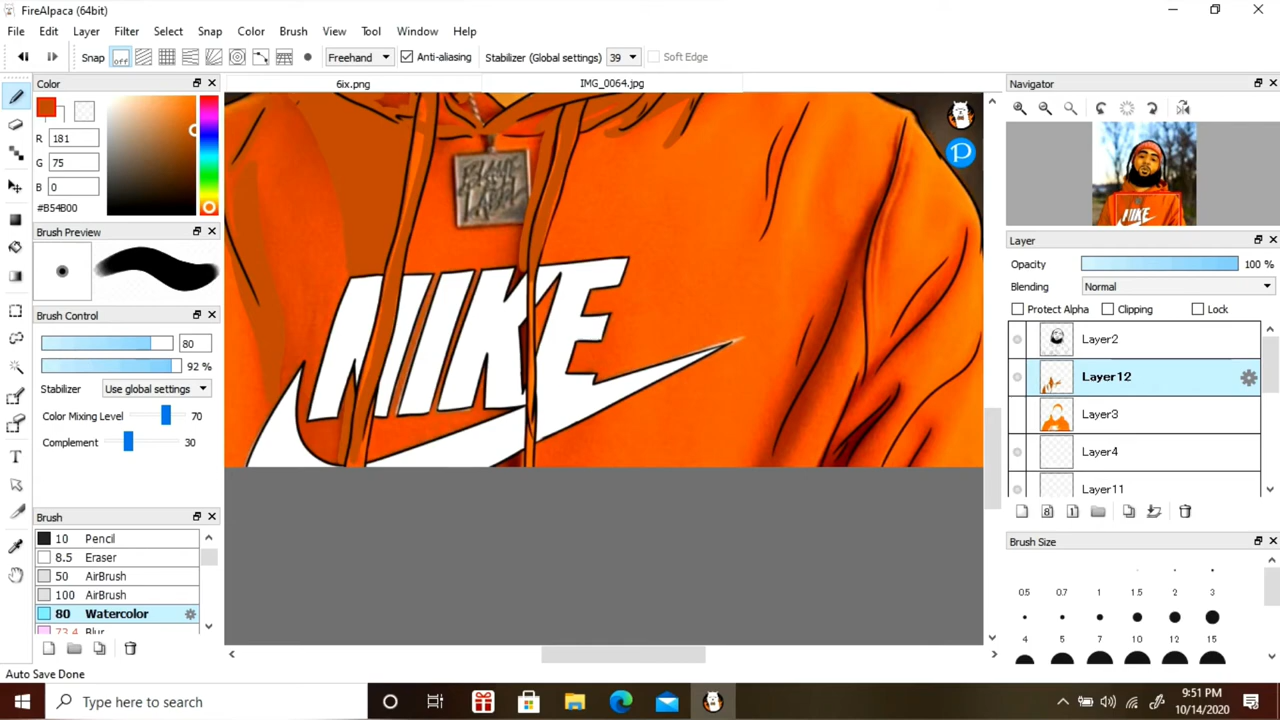 FireAlpaca (64bit)
File Edit Layer Filter Select Snap Color Brush View Tool Window Help
Snap off Freehand Anti-aliasing Stabilizer (Global settings) 39 Soft Edge
Color
6ix.png IMG_0064.jpg
Navigator
R 181
G 75
B 0
#B54B00
Brush Preview
Brush Control
80
92 %
Stabilizer Use global settings
Color Mixing Level 70
Complement 30
Brush
10 Pencil
8.5 Eraser
50 AirBrush
100 AirBrush
80 Watercolor
73.4 Blur
P
LABEL
NIKE
Layer
Opacity 100 %
Blending Normal
Protect Alpha Clipping Lock
Layer2
Layer12
Layer3
Layer4
Layer11
8 1
Brush Size
0.5 0.7 1 1.5 2 3
4 5 7 10 12 15
Auto Save Done
Type here to search
9:51 PM
10/14/2020